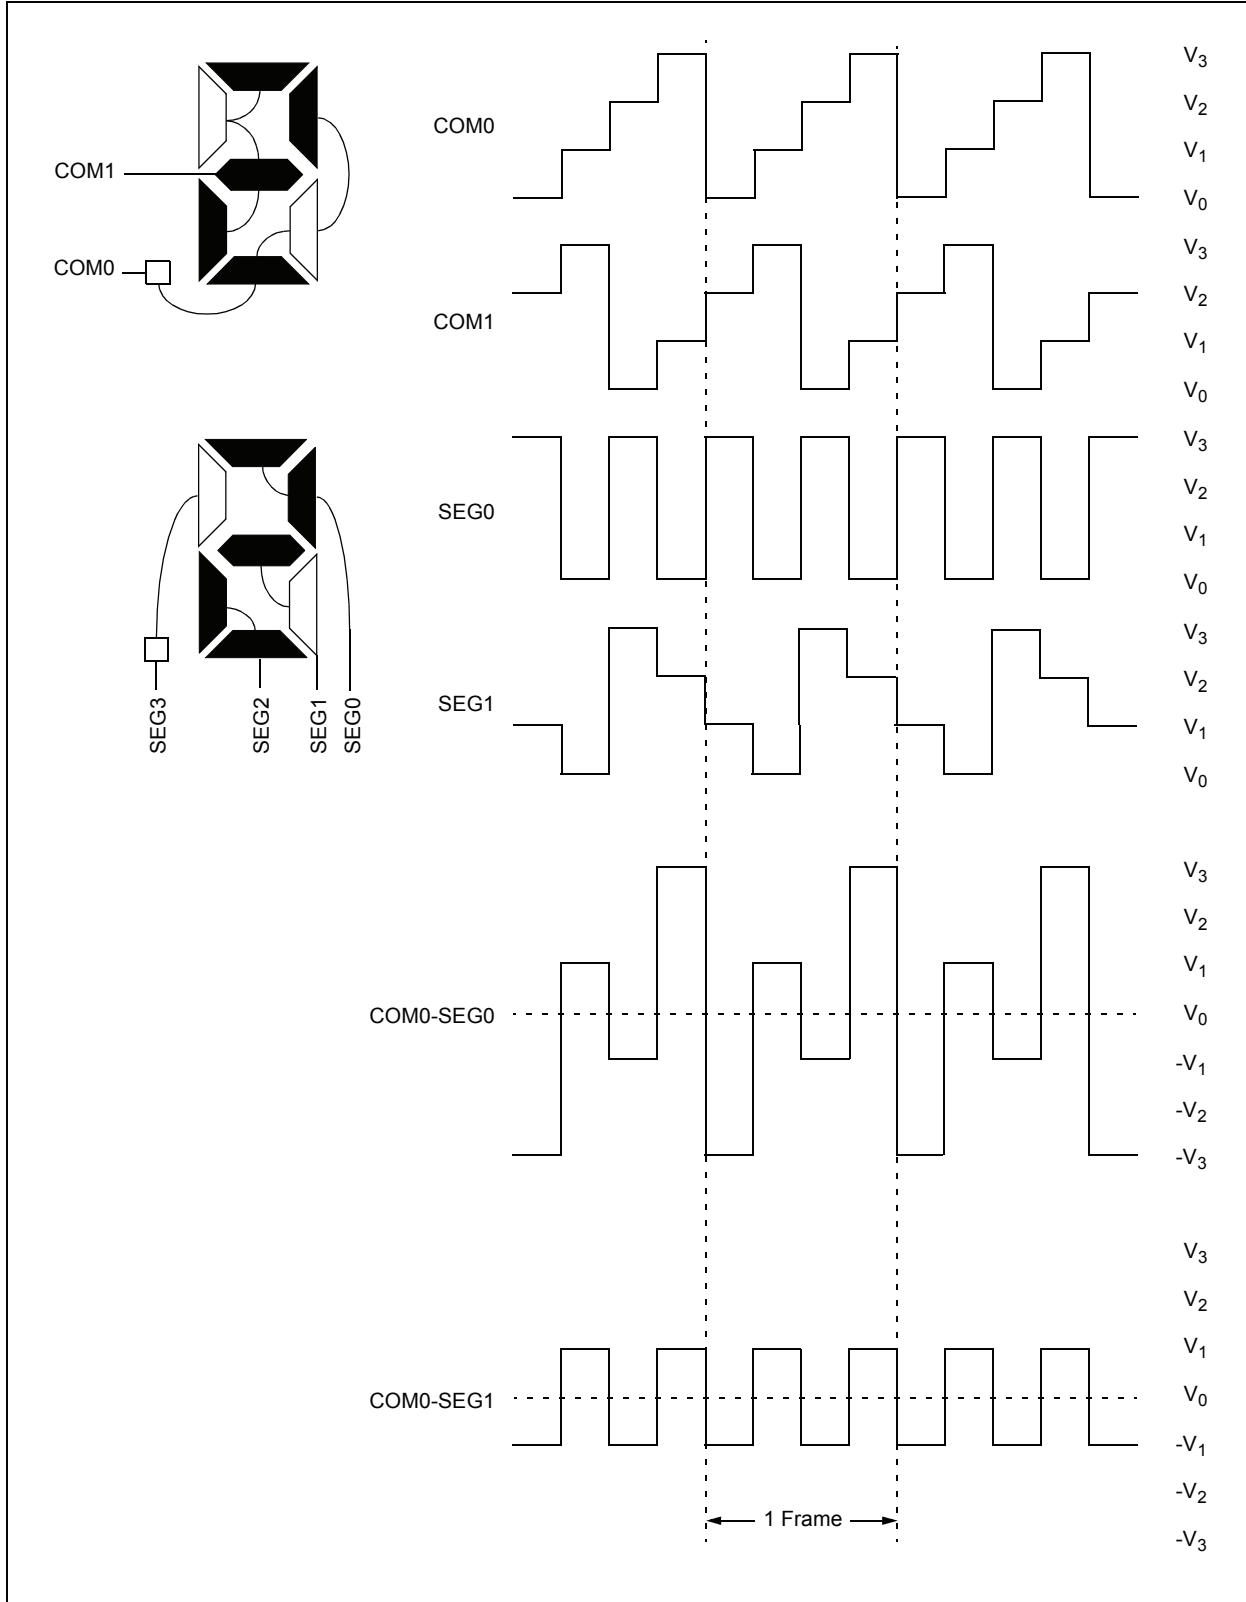 COM1
COM0
SEG3
SEG2
SEG1
SEG0
COM0
V3
V2
V1
V0
COM1
V3
V2
V1
V0
SEG0
V3
V2
V1
V0
SEG1
V3
V2
V1
V0
COM0-SEG0
V3
V2
V1
V0
-V1
-V2
-V3
COM0-SEG1
V3
V2
V1
V0
-V1
-V2
-V3
1 Frame